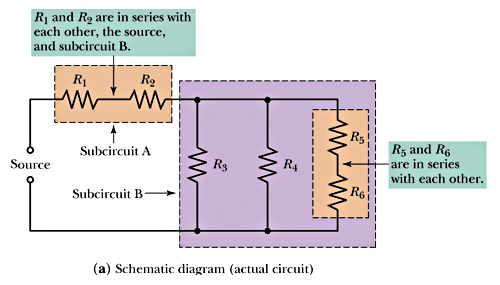 R₁ and R₂ are in series with
each other, the source,
and subcircuit B.
R₁
R₂
Subcircuit A
Source
R₃
R₄
R₅
R₆
R₅ and R₆
are in series
with each other.
Subcircuit B
(a) Schematic diagram (actual circuit)